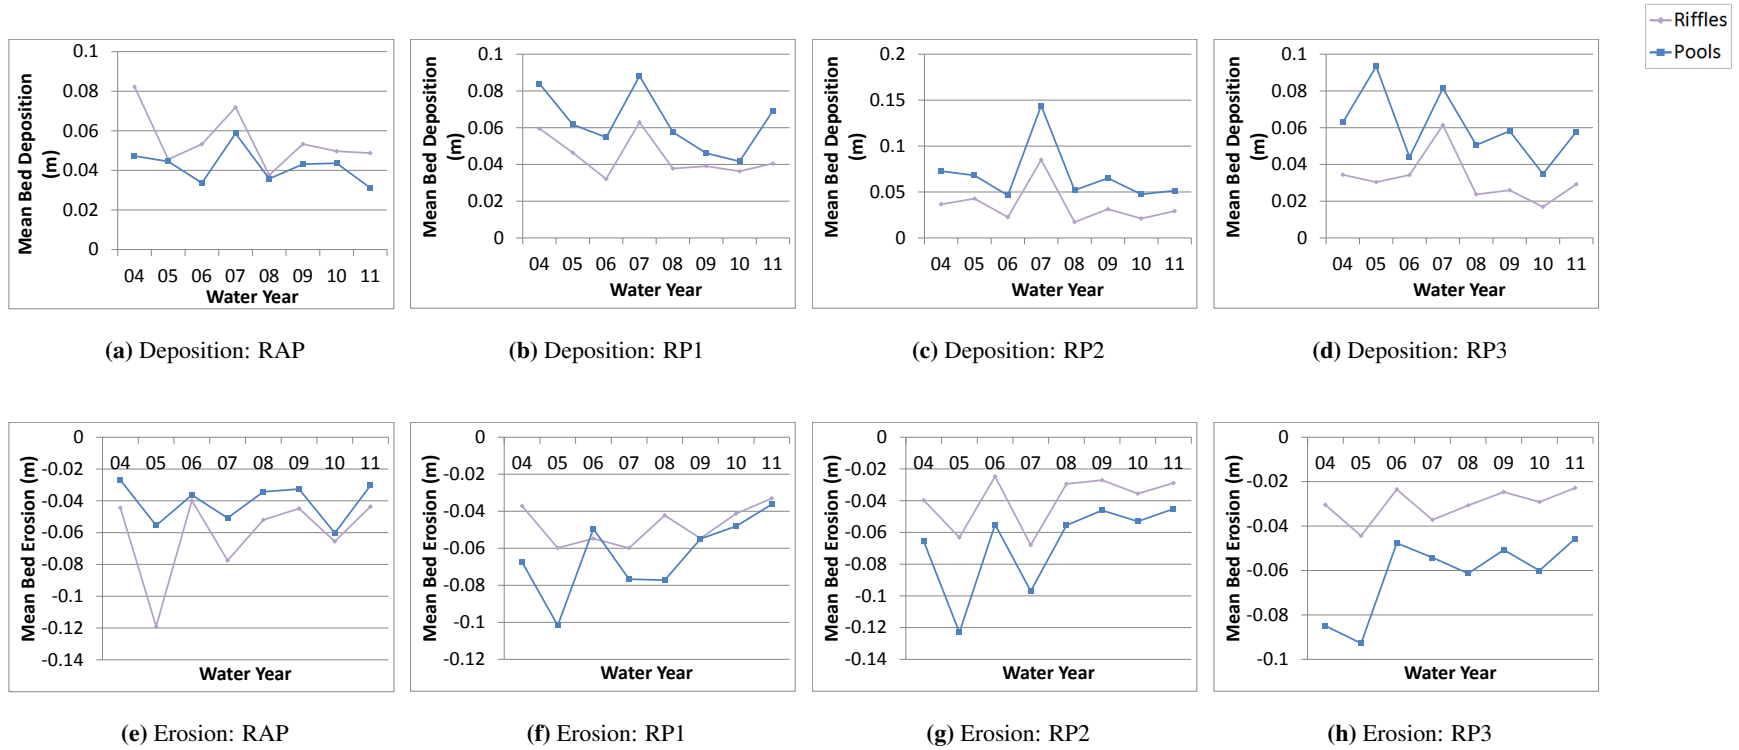 Riffles
Pools
Mean Bed Deposition
(m)
0.1
0.08
0.06
0.04
0.02
0
04 05 06 07 08 09 10 11
Water Year
(a) Deposition: RAP
Mean Bed Deposition
(m)
0.1
0.08
0.06
0.04
0.02
0
04 05 06 07 08 09 10 11
Water Year
(b) Deposition: RP1
Mean Bed Deposition
(m)
0.2
0.15
0.1
0.05
0
04 05 06 07 08 09 10 11
Water Year
(c) Deposition: RP2
Mean Bed Deposition
(m)
0.1
0.08
0.06
0.04
0.02
0
04 05 06 07 08 09 10 11
Water Year
(d) Deposition: RP3
Mean Bed Erosion (m)
0
-0.02
-0.04
-0.06
-0.08
-0.1
-0.12
-0.14
04 05 06 07 08 09 10 11
Water Year
(e) Erosion: RAP
Mean Bed Erosion (m)
0
-0.02
-0.04
-0.06
-0.08
-0.1
-0.12
04 05 06 07 08 09 10 11
Water Year
(f) Erosion: RP1
Mean Bed Erosion (m)
0
-0.02
-0.04
-0.06
-0.08
-0.1
-0.12
-0.14
04 05 06 07 08 09 10 11
Water Year
(g) Erosion: RP2
Mean Bed Erosion (m)
0
-0.02
-0.04
-0.06
-0.08
-0.1
04 05 06 07 08 09 10 11
Water Year
(h) Erosion: RP3